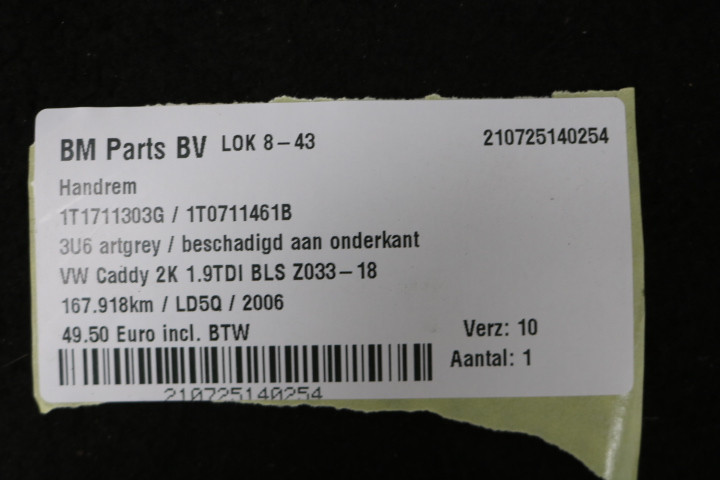 BM Parts BV LOK 8-43 210725140254
Handrem
1T1711303G / 1T0711461B
3U6 artgrey / beschadigd aan onderkant
VW Caddy 2K 1.9TDI BLS Z033-18
167.918km / LD5Q / 2006
49.50 Euro incl. BTW Verz: 10
Aantal: 1
210725140254